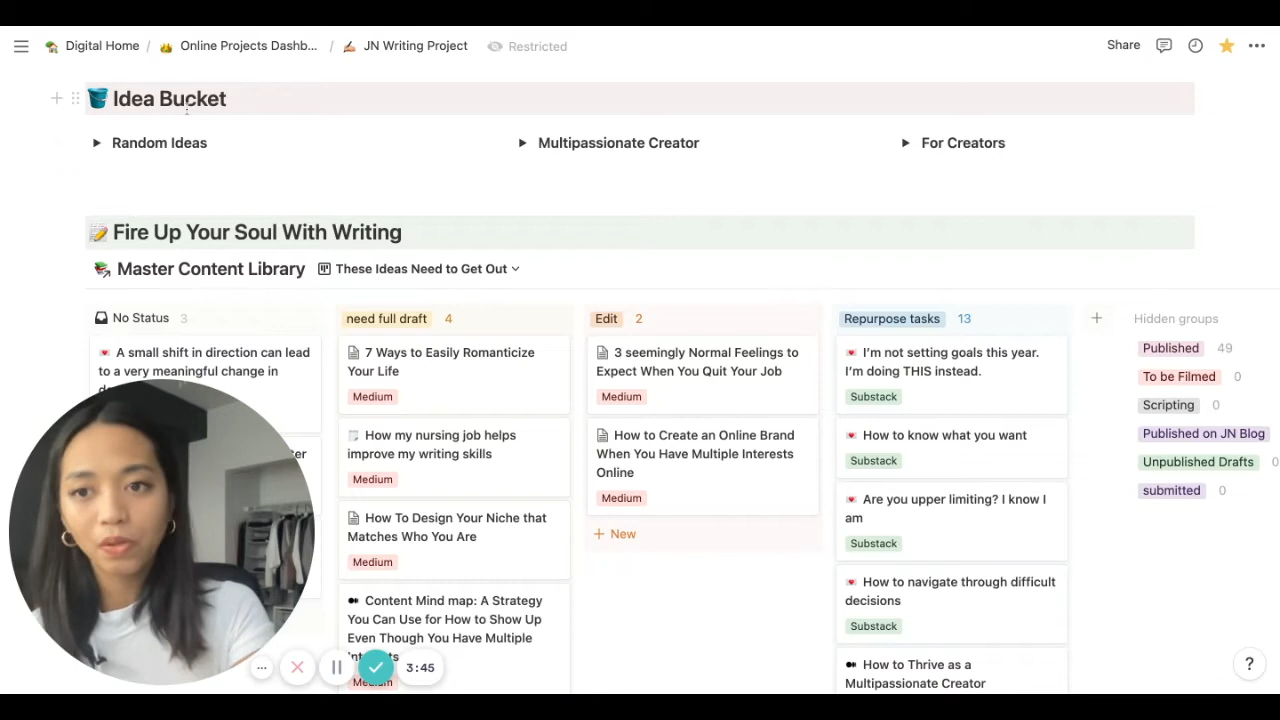 Digital Home / Online Projects Dashb... / JN Writing Project Restricted
Share
Idea Bucket
Random Ideas
Multipassionate Creator
For Creators
Fire Up Your Soul With Writing
Master Content Library These Ideas Need to Get Out
No Status 3
A small shift in direction can lead
to a very meaningful change in
need full draft 4
7 Ways to Easily Romanticize
Your Life
Medium
How my nursing job helps
improve my writing skills
Medium
How To Design Your Niche that
Matches Who You Are
Medium
Content Mind map: A Strategy
You Can Use for How to Show Up
Even Though You Have Multiple
Edit 2
3 seemingly Normal Feelings to
Expect When You Quit Your Job
Medium
How to Create an Online Brand
When You Have Multiple Interests
Online
Medium
+ New
Repurpose tasks 13
I'm not setting goals this year.
I'm doing THIS instead.
Substack
How to know what you want
Substack
Are you upper limiting? I know I
am
Substack
How to navigate through difficult
decisions
Substack
How to Thrive as a
Multipassionate Creator
Hidden groups
Published 49
To be Filmed 0
Scripting 0
Published on JN Blog
Unpublished Drafts 0
submitted 0
3:45
?